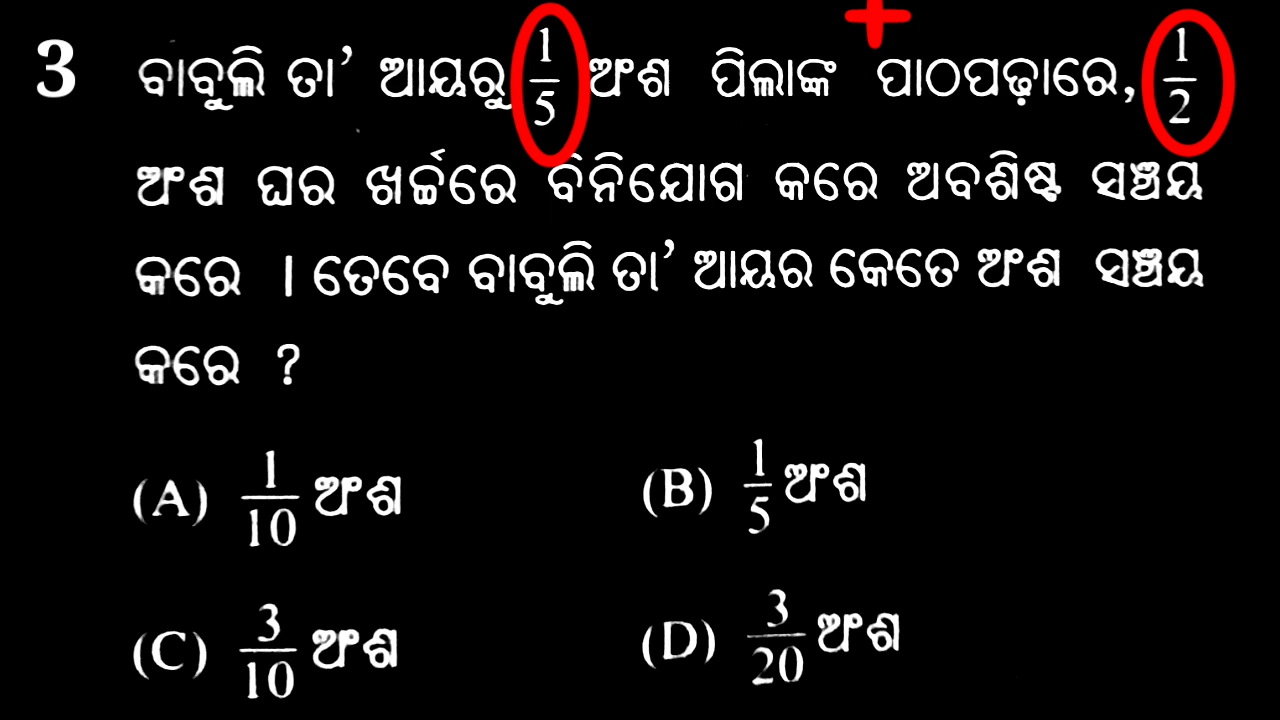 3 ବାବୁଲି ତା’ ଆୟରୁ 1/5 ଅଂଶ ପିଲାଙ୍କ ପାଠପଢ଼ାରେ, 1/2
ଅଂଶ ଘର ଖର୍ଚ୍ଚରେ ବିନିଯୋଗ କରେ ଅବଶିଷ୍ଟ ସଞ୍ଚୟ
କରେ । ତେବେ ବାବୁଲି ତା’ ଆୟର କେତେ ଅଂଶ ସଞ୍ଚୟ
କରେ ?
(A) 1/10 ଅଂଶ (B) 1/5 ଅଂଶ
(C) 3/10 ଅଂଶ (D) 3/20 ଅଂଶ